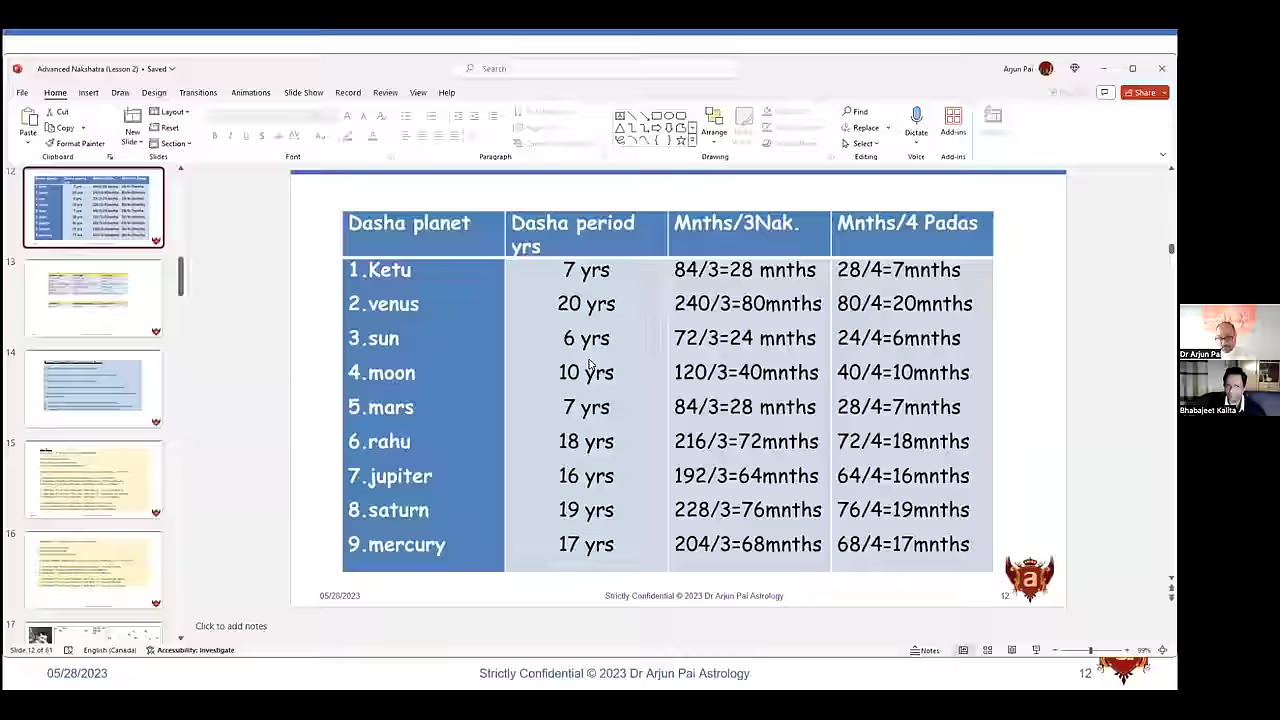 Advanced Nakshatra (Lesson 2) • Saved
Search
Arjun Pai
File Home Insert Draw Design Transitions Animations Slide Show Record Review View Help
Share
Paste
Cut
Copy
Format Painter
Clipboard
New
Slide
Layout
Reset
Section
Slides
Font
Paragraph
Arrange
Drawing
Find
Replace
Select
Editing
Dictate
Voice
Add-ins
Add-ins
12
13
14
15
16
17
Dasha planet Dasha period yrs Mnths/3Nak. Mnths/4 Padas
1.Ketu 7 yrs 84/3=28 mnths 28/4=7mnths
2.venus 20 yrs 240/3=80mnths 80/4=20mnths
3.sun 6 yrs 72/3=24 mnths 24/4=6mnths
4.moon 10 yrs 120/3=40mnths 40/4=10mnths
5.mars 7 yrs 84/3=28 mnths 28/4=7mnths
6.rahu 18 yrs 216/3=72mnths 72/4=18mnths
7.jupiter 16 yrs 192/3=64mnths 64/4=16mnths
8.saturn 19 yrs 228/3=76mnths 76/4=19mnths
9.mercury 17 yrs 204/3=68mnths 68/4=17mnths
05/28/2023 Strictly Confidential © 2023 Dr Arjun Pai Astrology 12
a
Click to add notes
Slide 12 of 61 English (Canada) Accessibility: Investigate Notes 99%
05/28/2023 Strictly Confidential © 2023 Dr Arjun Pai Astrology 12
Dr Arjun Pai
Bhabajeet Kalita